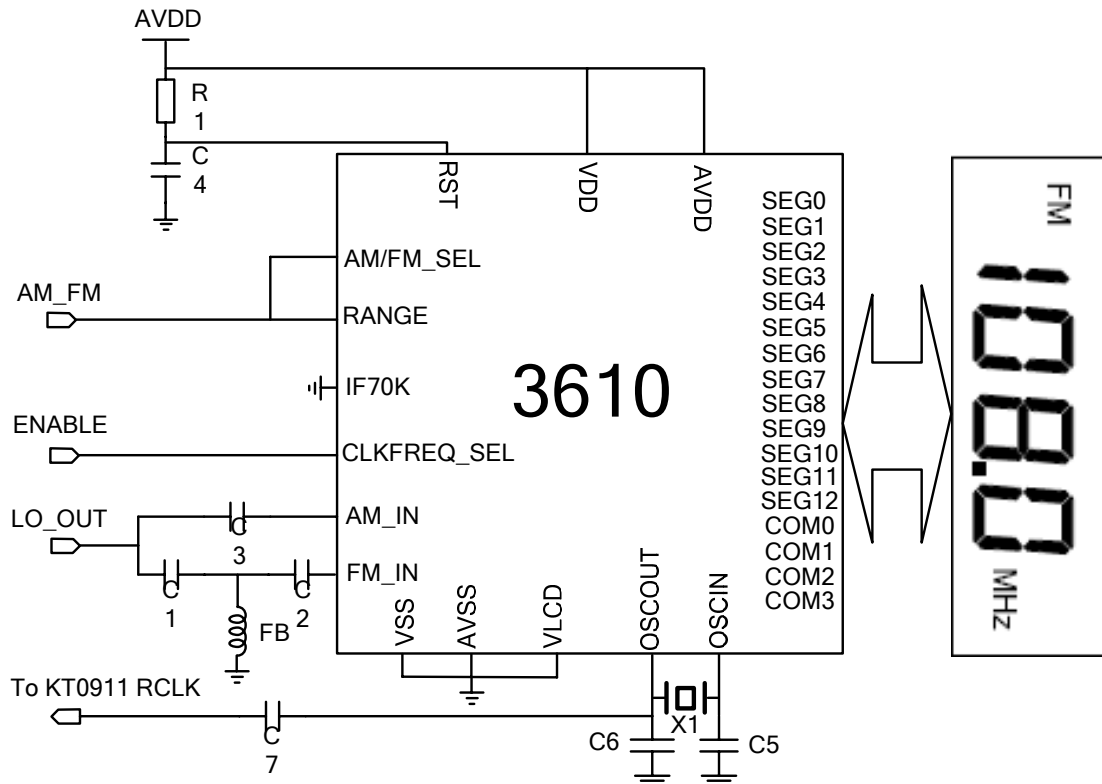 AVDD
R
1
C
4
RST
VDD
AVDD
AM/FM_SEL
AM_FM
RANGE
IF70K
ENABLE
CLKFREQ_SEL
LO_OUT
C
3
AM_IN
C
1
C
2
FM_IN
FB
3610
SEG0
SEG1
SEG2
SEG3
SEG4
SEG5
SEG6
SEG7
SEG8
SEG9
SEG10
SEG11
SEG12
COM0
COM1
COM2
COM3
VSS
AVSS
VLCD
OSCOUT
OSCIN
To KT0911 RCLK
C
7
C6
X1
C5
FM
108.0
MHz